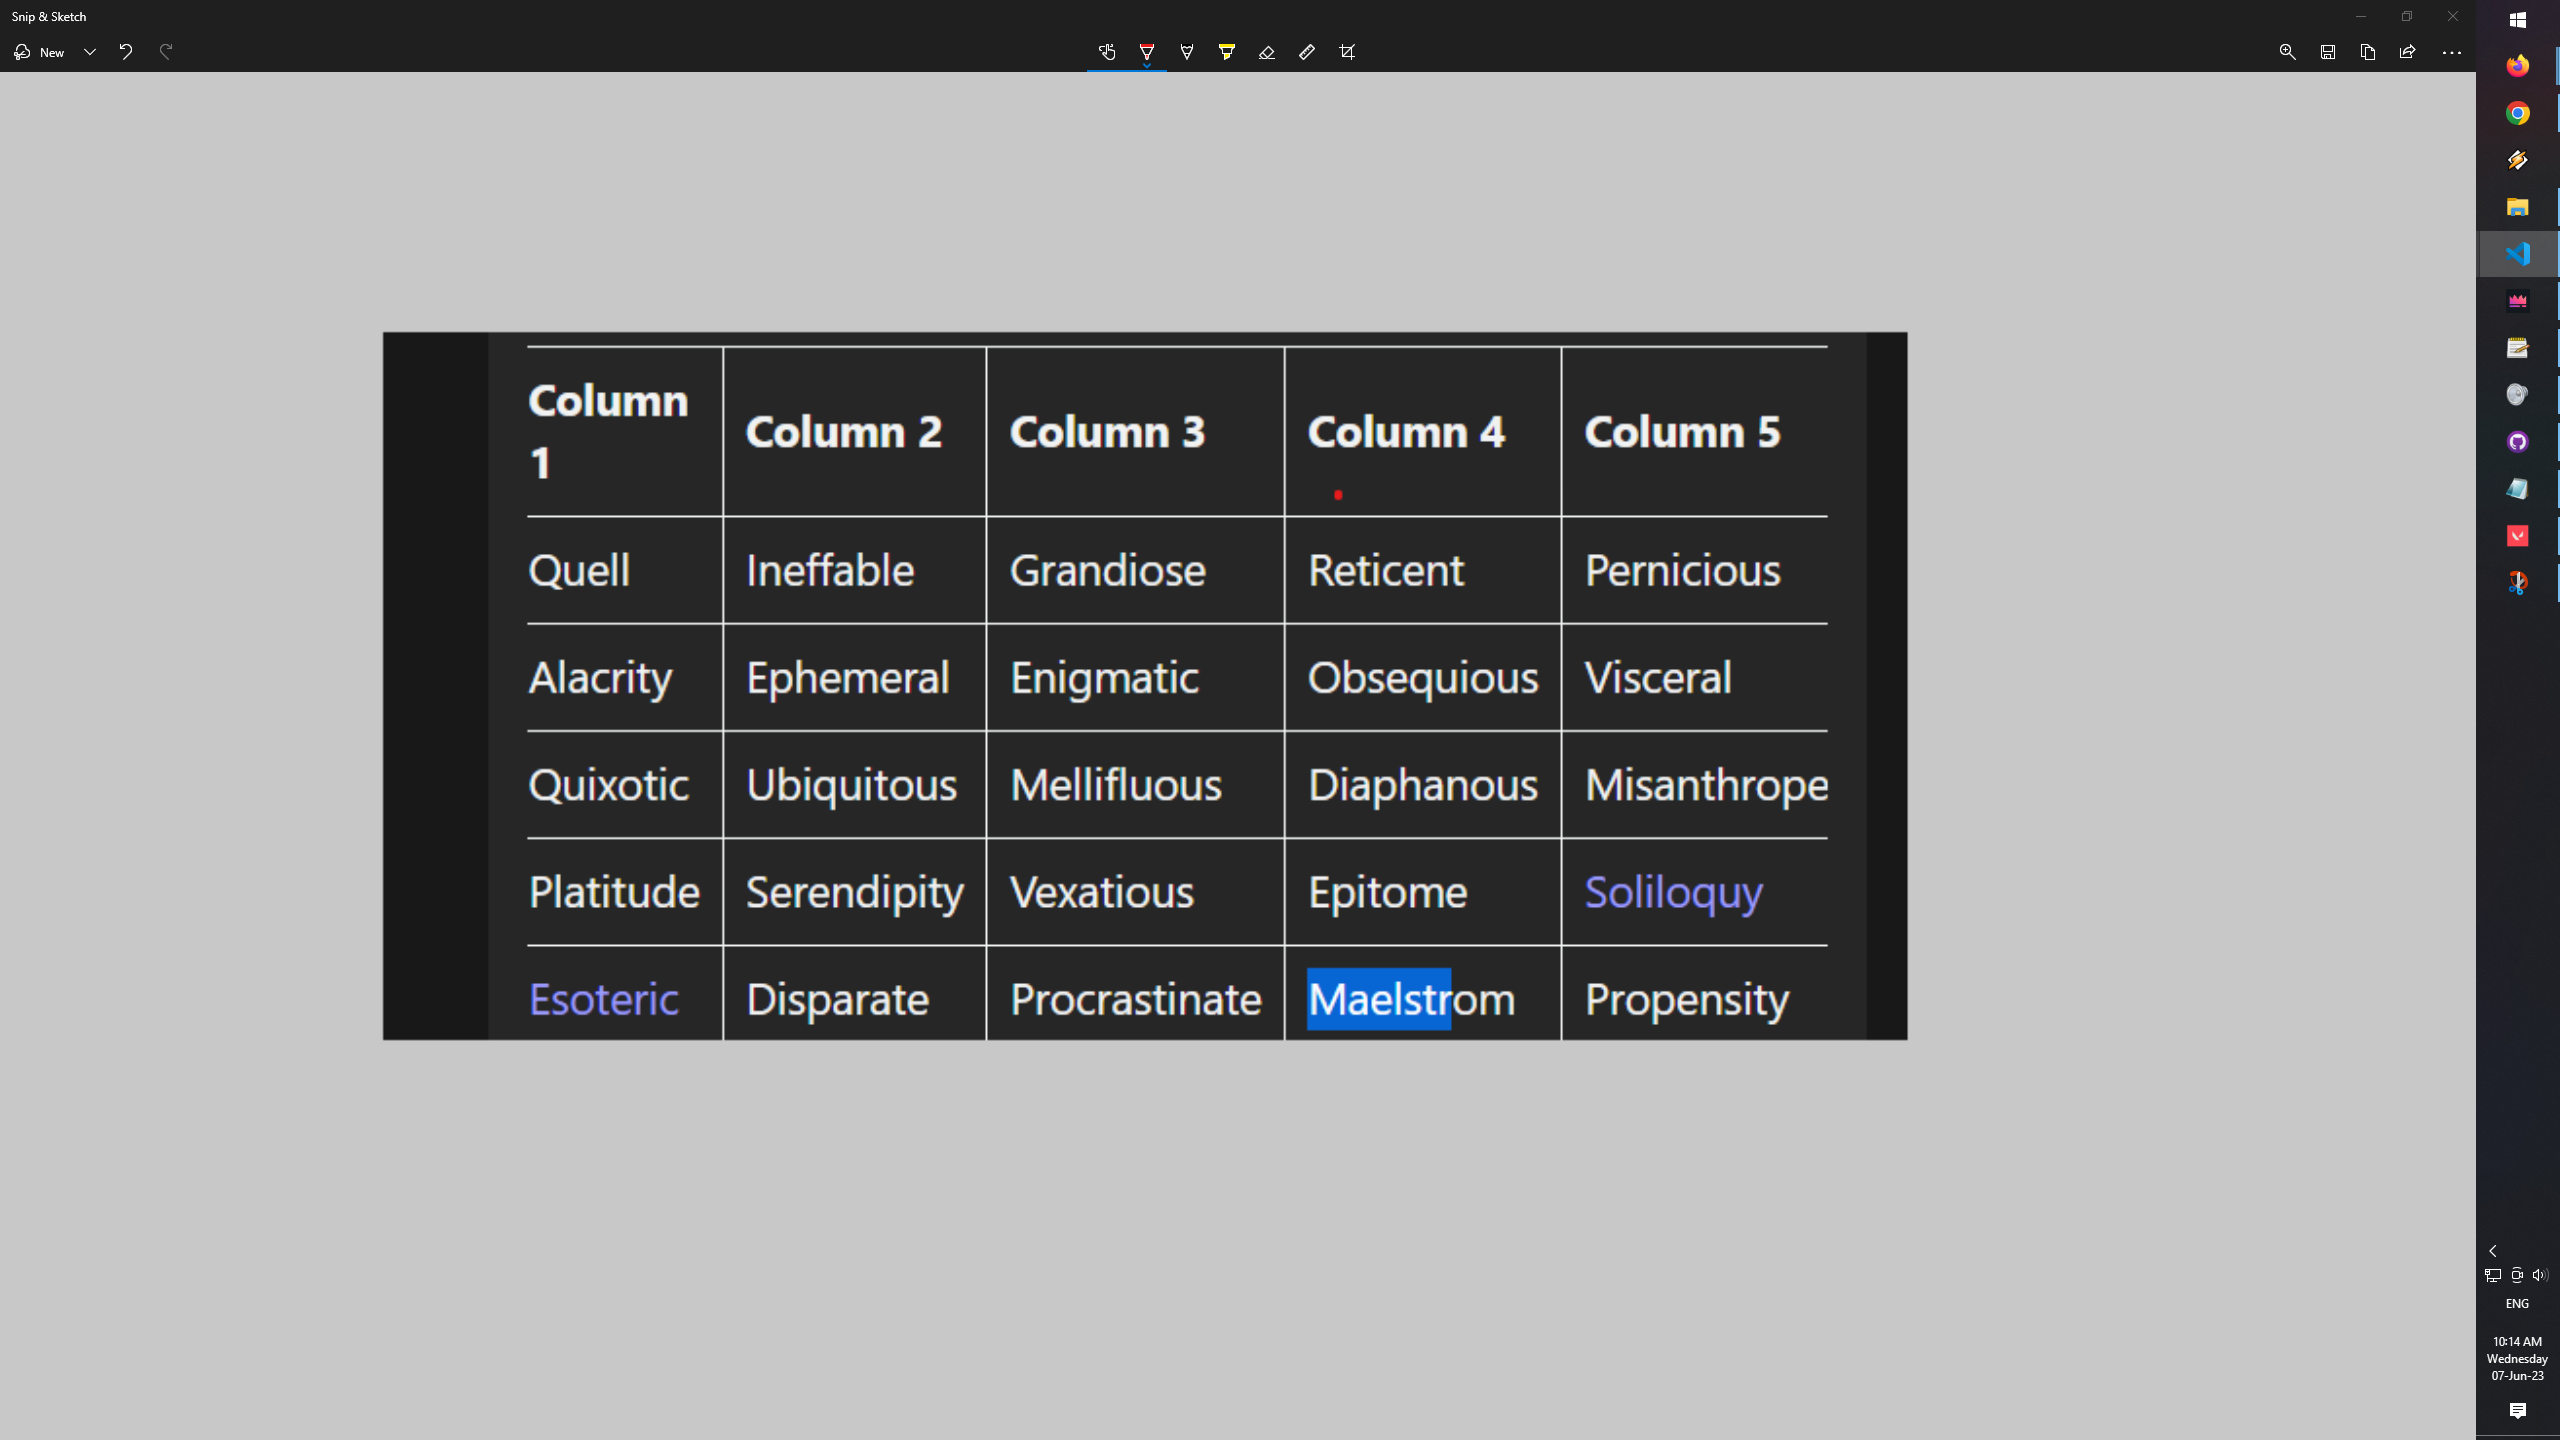 Snip & Sketch
New
Column 1 Column 2 Column 3 Column 4 Column 5
Quell Ineffable Grandiose Reticent Pernicious
Alacrity Ephemeral Enigmatic Obsequious Visceral
Quixotic Ubiquitous Mellifluous Diaphanous Misanthrope
Platitude Serendipity Vexatious Epitome Soliloquy
Esoteric Disparate Procrastinate Maelstrom Propensity
ENG
10:14 AM
Wednesday
07-Jun-23